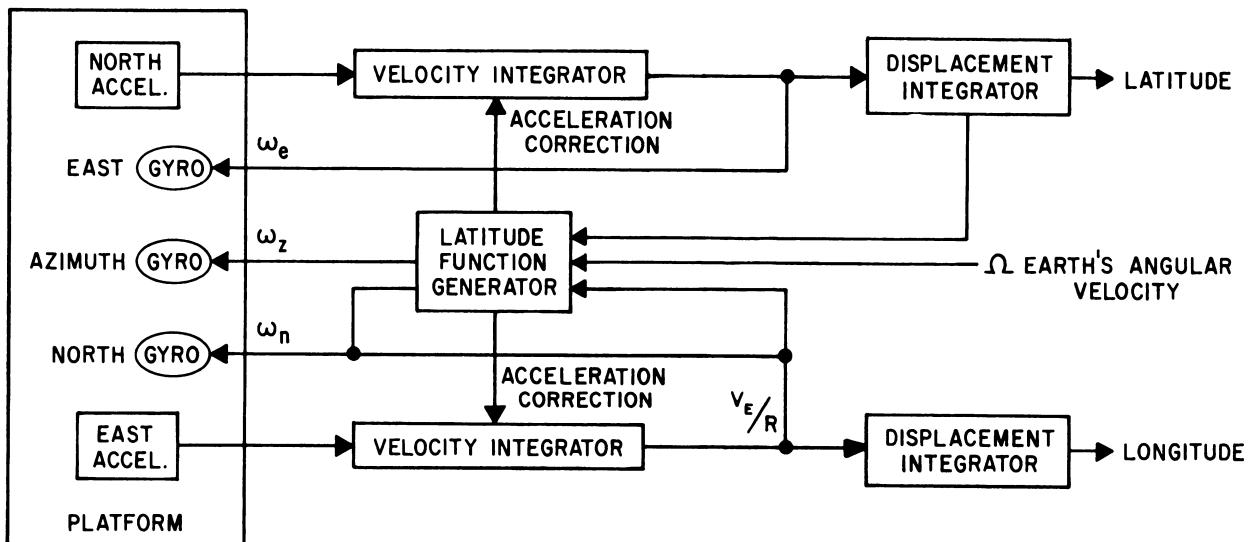 NORTH
ACCEL.
VELOCITY INTEGRATOR
DISPLACEMENT
INTEGRATOR
LATITUDE
ACCELERATION
CORRECTION
ωe
EAST GYRO
LATITUDE
FUNCTION
GENERATOR
ωz
AZIMUTH GYRO
Ω EARTH'S ANGULAR
VELOCITY
ωn
NORTH GYRO
ACCELERATION
CORRECTION
VE/R
EAST
ACCEL.
VELOCITY INTEGRATOR
DISPLACEMENT
INTEGRATOR
LONGITUDE
PLATFORM